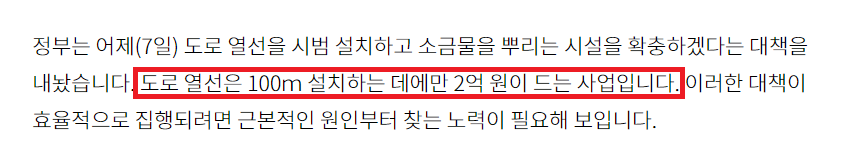 정부는 어제(7일) 도로 열선을 시범 설치하고 소금물을 뿌리는 시설을 확충하겠다는 대책을
내놨습니다. 도로 열선은 100m 설치하는 데에만 2억 원이 드는 사업입니다. 이러한 대책이
효율적으로 집행되려면 근본적인 원인부터 찾는 노력이 필요해 보입니다.